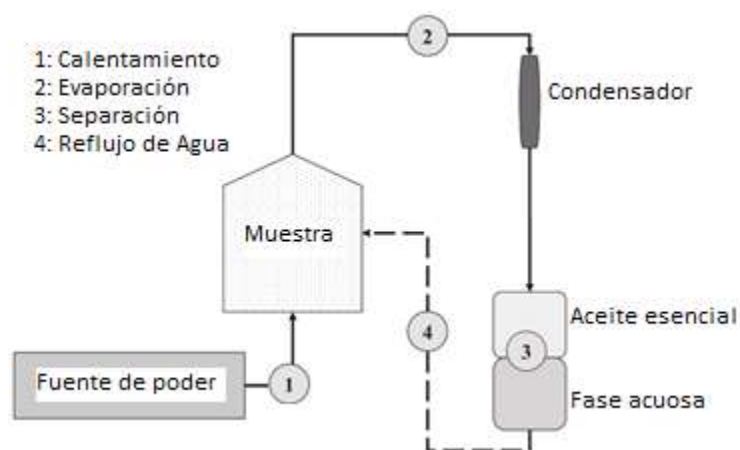 1: Calentamiento
2: Evaporación
3: Separación
4: Reflujo de Agua
2
Condensador
Muestra
Aceite esencial
3
4
Fuente de poder
1
Fase acuosa